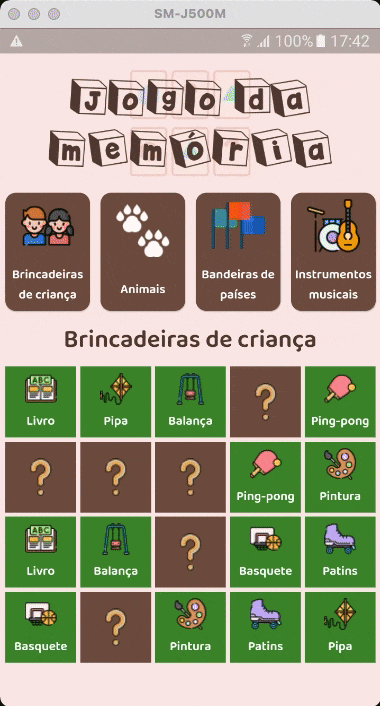 SM-J500M
100% 17:42
Jogo da
memória
Brincadeiras
de criança
Animais
Bandeiras de
países
Instrumentos
musicais
Brincadeiras de criança
ABC
Livro
Pipa
Balança
?
Ping-pong
?
?
?
Ping-pong
Pintura
ABC
Livro
Balança
?
Basquete
Patins
Basquete
?
Pintura
Patins
Pipa